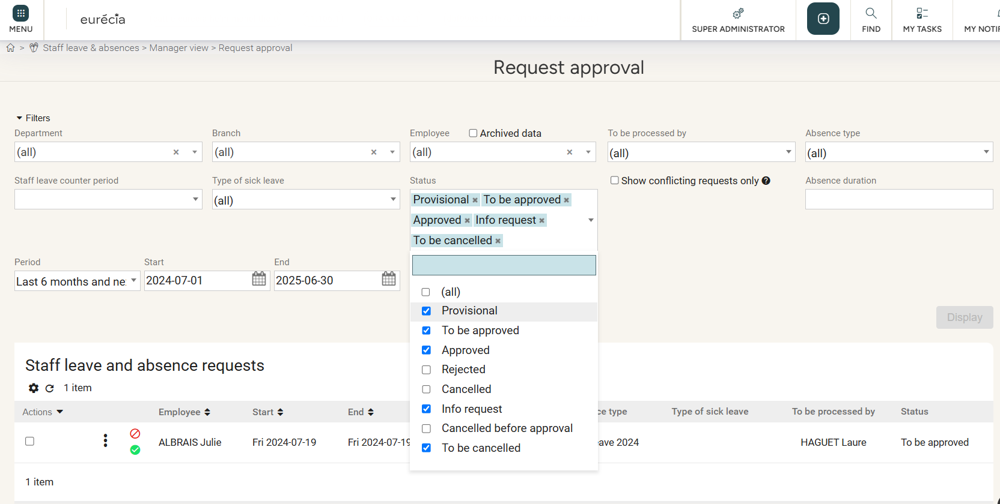 MENU
eurécia
SUPER ADMINISTRATOR
FIND
MY TASKS
MY NOTIF
> Staff leave & absences > Manager view > Request approval
Request approval
Filters
Department
Branch
Employee
Archived data
To be processed by
Absence type
(all) ×
(all) ×
(all) ×
(all)
(all)
Staff leave counter period
Type of sick leave
Status
Show conflicting requests only ?
Absence duration
(all)
Provisional × To be approved ×
Approved × Info request ×
To be cancelled ×
Period
Start
End
Last 6 months and ne
2024-07-01
2025-06-30
(all)
Provisional
To be approved
Approved
Rejected
Cancelled
Info request
Cancelled before approval
To be cancelled
Display
Staff leave and absence requests
1 item
Actions
Employee
Start
End
ce type
Type of sick leave
To be processed by
Status
ALBRAIS Julie
Fri 2024-07-19
Fri 2024-07-19
ave 2024
HAGUET Laure
To be approved
1 item